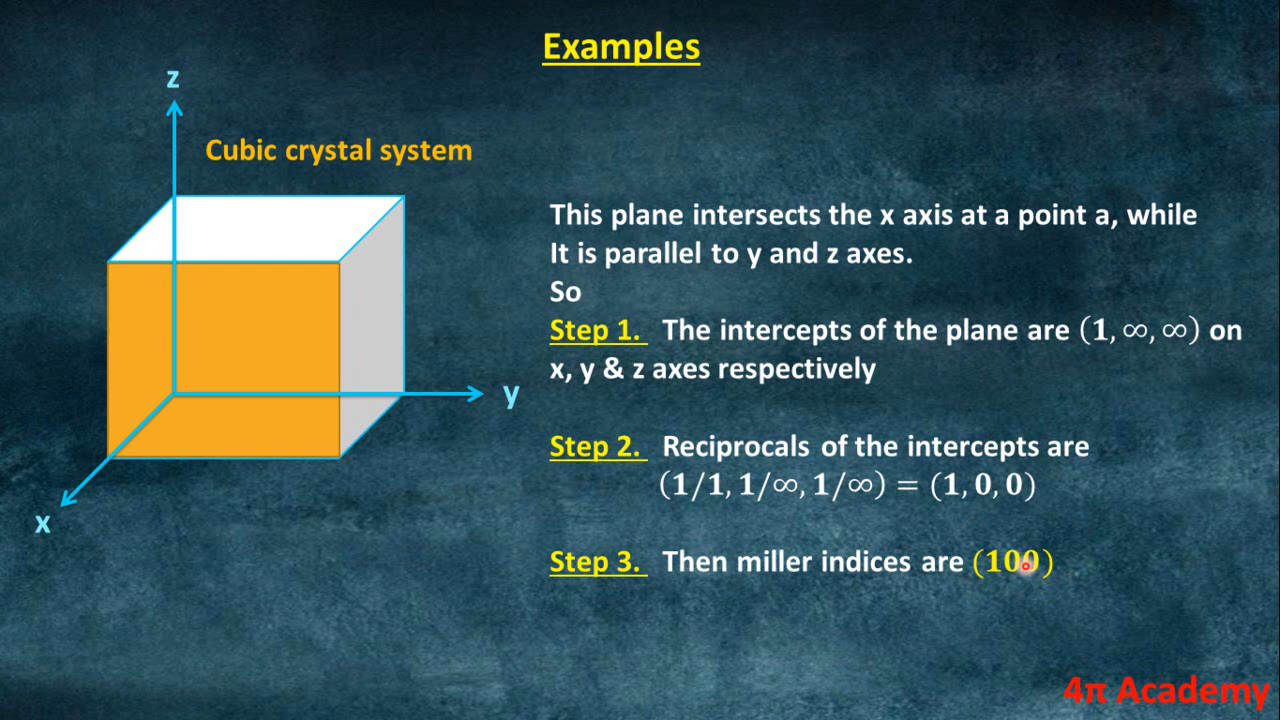 Examples
z
Cubic crystal system
This plane intersects the x axis at a point a, while
It is parallel to y and z axes.
So
Step 1. The intercepts of the plane are (1, ∞, ∞) on
x, y & z axes respectively
y
Step 2. Reciprocals of the intercepts are
(1/1, 1/∞, 1/∞) = (1, 0, 0)
x
Step 3. Then miller indices are (100)
4π Academy